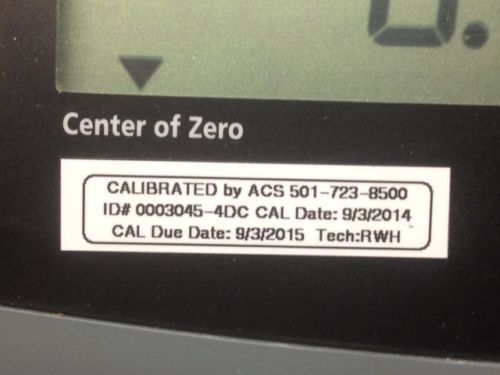 0.
Center of Zero
CALIBRATED by ACS 501-723-8500
ID# 0003045-4DC CAL Date: 9/3/2014
CAL Due Date: 9/3/2015 Tech:RWH